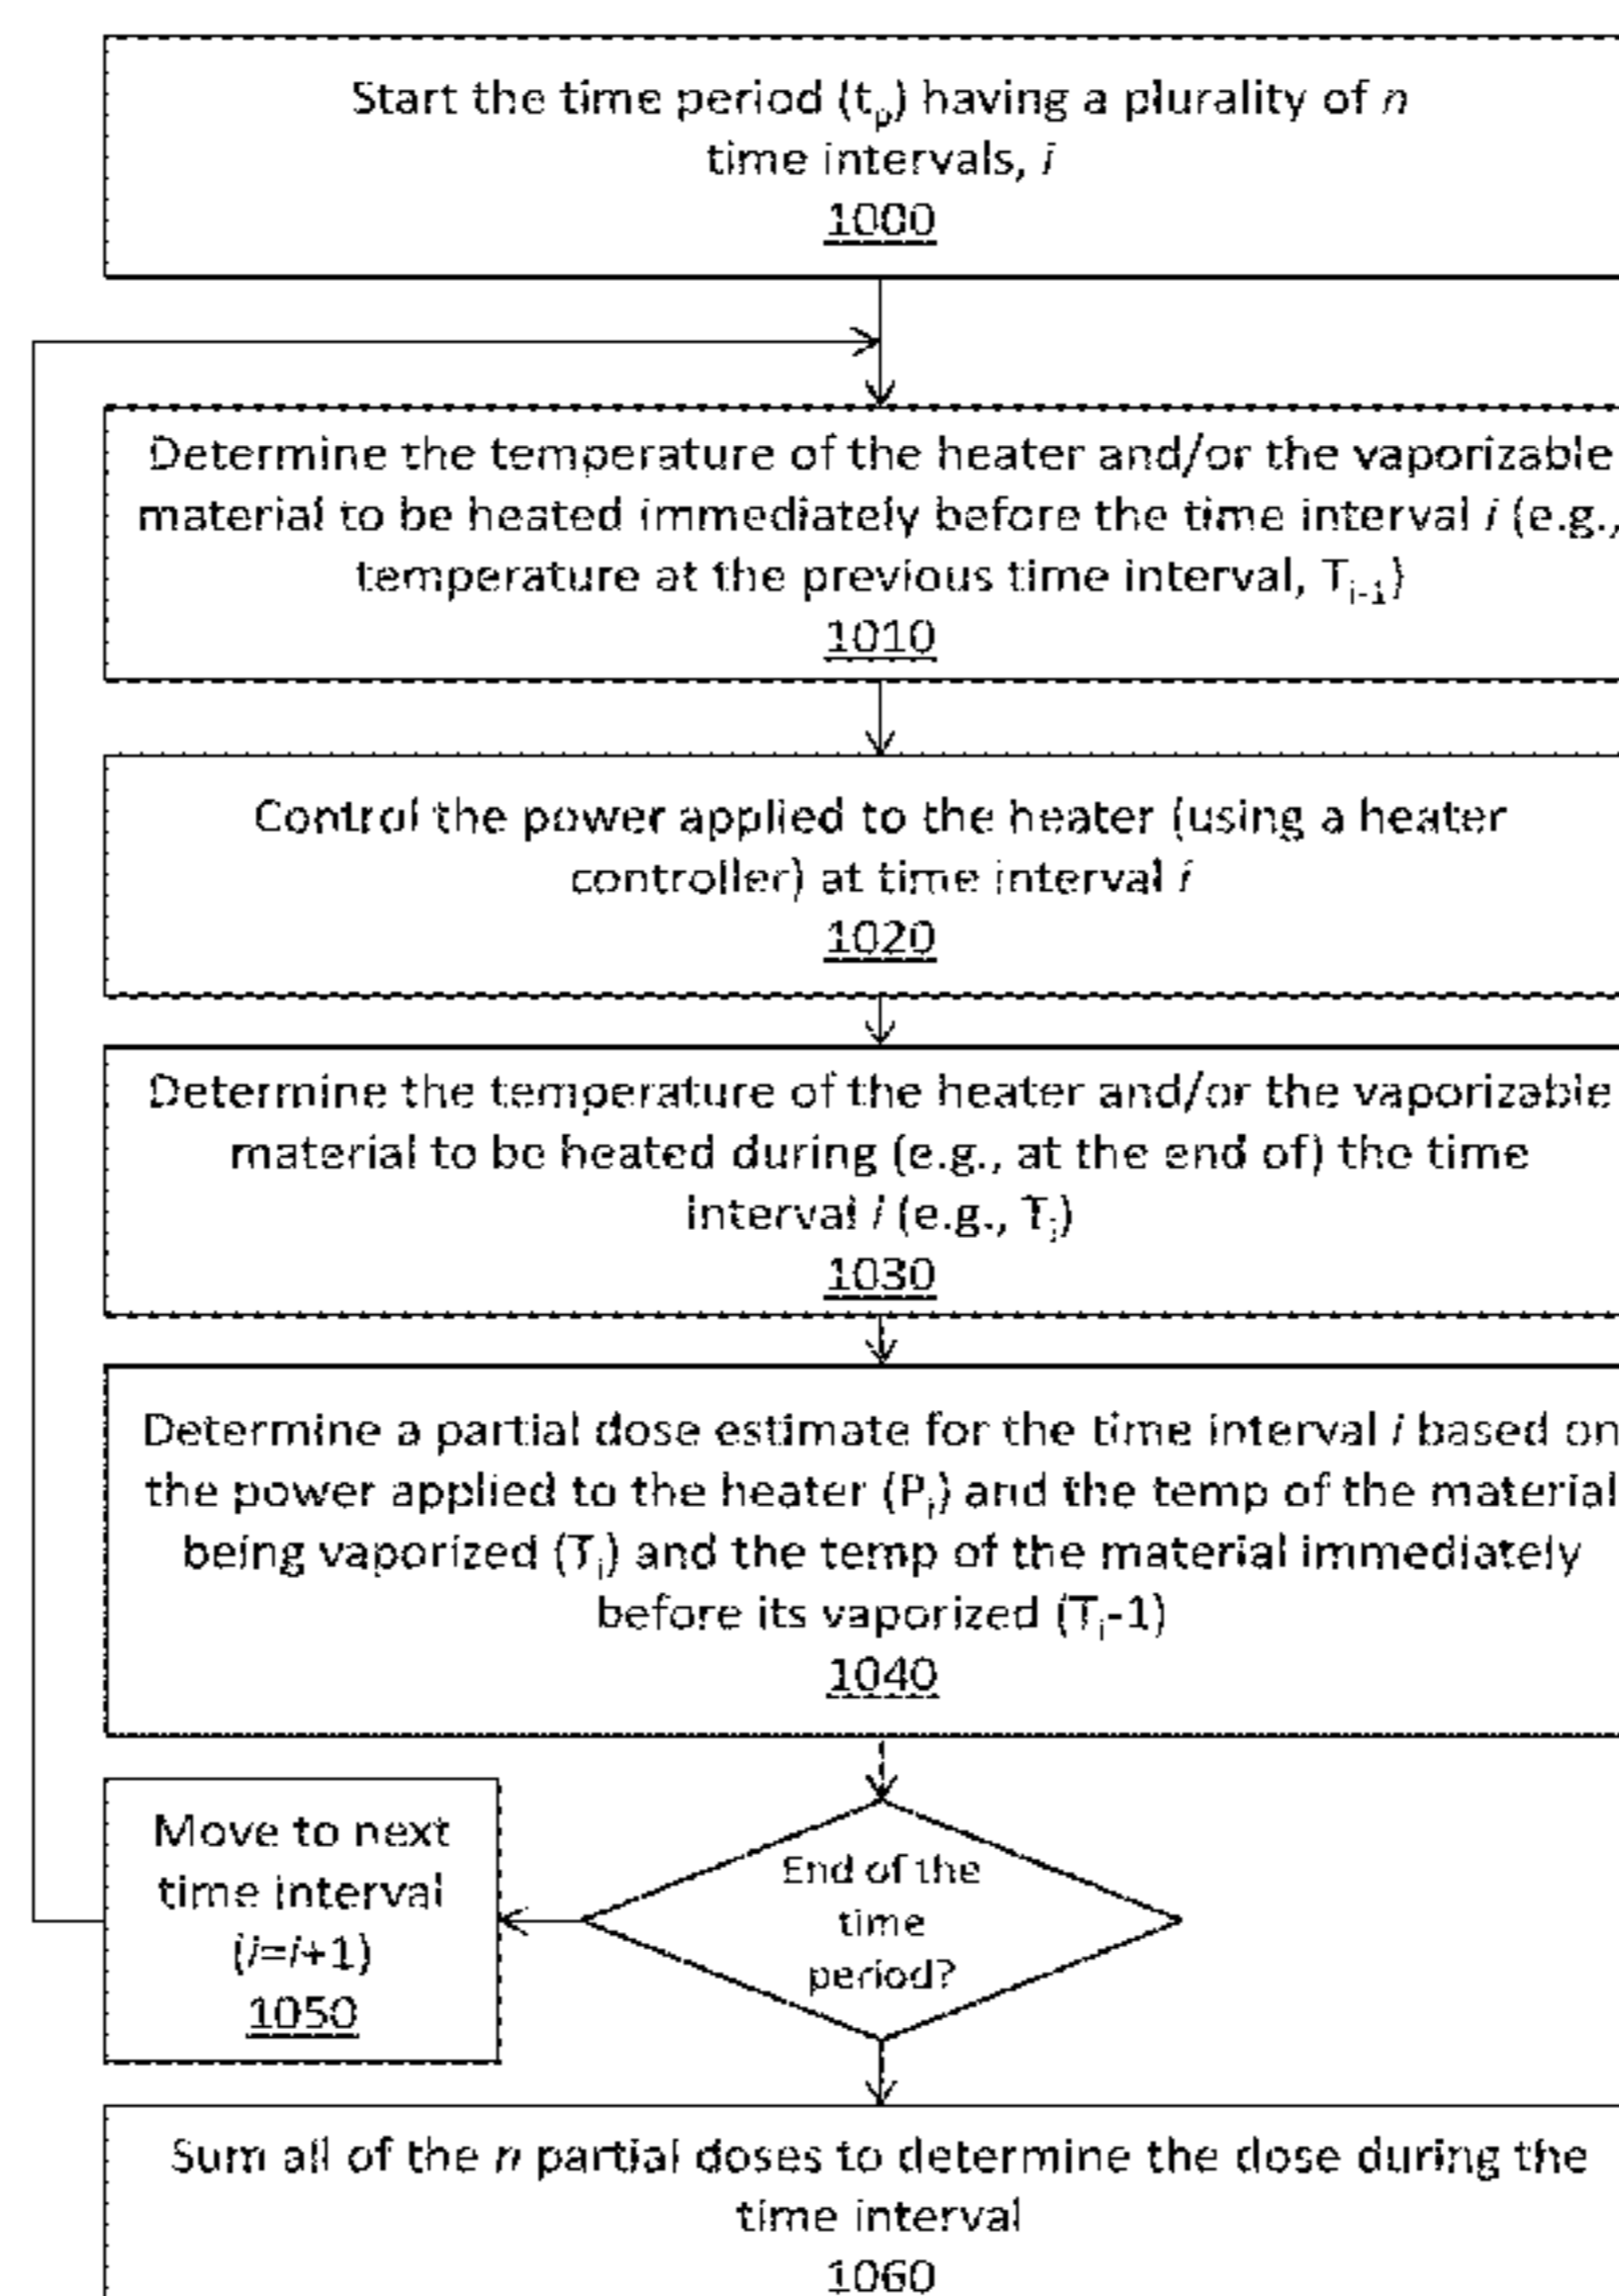 Start the time period (tp) having a plurality of n
time intervals, i
1000
Determine the temperature of the heater and/or the vaporizable
material to be heated immediately before the time interval i (e.g.,
temperature at the previous time interval, Ti-1)
1010
Control the power applied to the heater (using a heater
controller) at time interval i
1020
Determine the temperature of the heater and/or the vaporizable
material to be heated during (e.g., at the end of) the time
interval i (e.g., Ti)
1030
Determine a partial dose estimate for the time interval i based on
the power applied to the heater (Pi) and the temp of the material
being vaporized (Ti) and the temp of the material immediately
before its vaporized (Ti-1)
1040
End of the
time
period?
Move to next
time interval
(i=i+1)
1050
Sum all of the n partial doses to determine the dose during the
time interval
1060